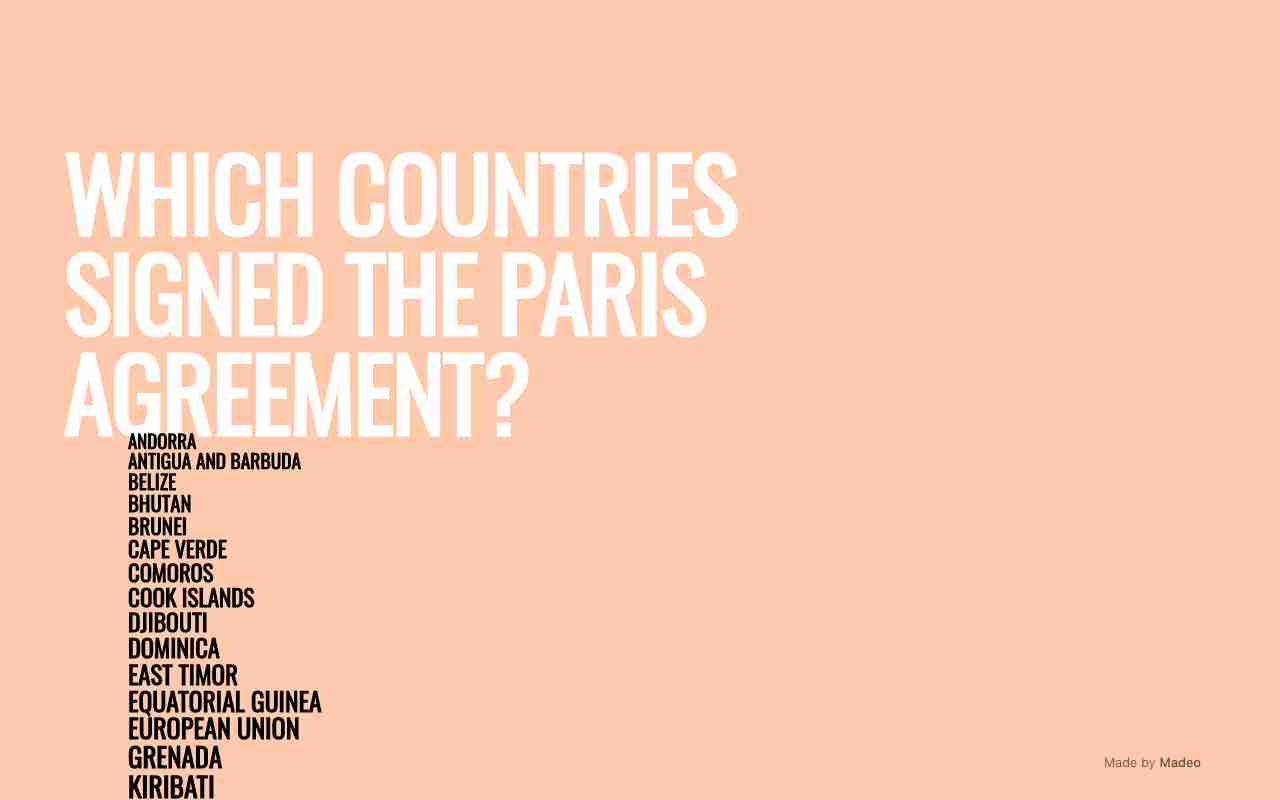 WHICH COUNTRIES
SIGNED THE PARIS
AGREEMENT?
ANDORRA
ANTIGUA AND BARBUDA
BELIZE
BHUTAN
BRUNEI
CAPE VERDE
COMOROS
COOK ISLANDS
DJIBOUTI
DOMINICA
EAST TIMOR
EQUATORIAL GUINEA
EUROPEAN UNION
GRENADA
KIRIBATI
Made by Madeo